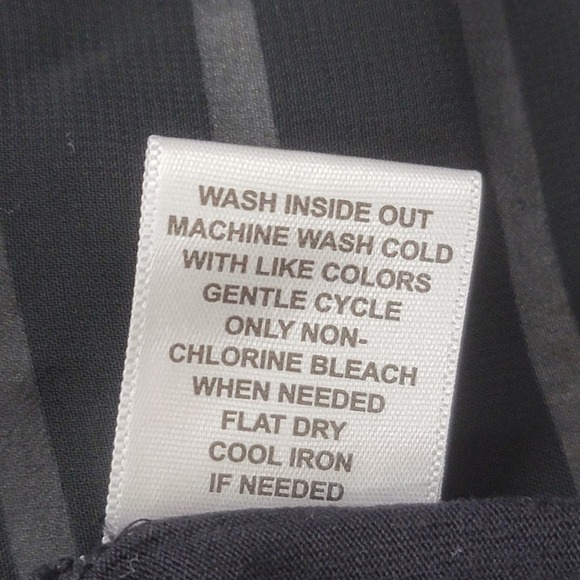 WASH INSIDE OUT
MACHINE WASH COLD
WITH LIKE COLORS
GENTLE CYCLE
ONLY NON-
CHLORINE BLEACH
WHEN NEEDED
FLAT DRY
COOL IRON
IF NEEDED